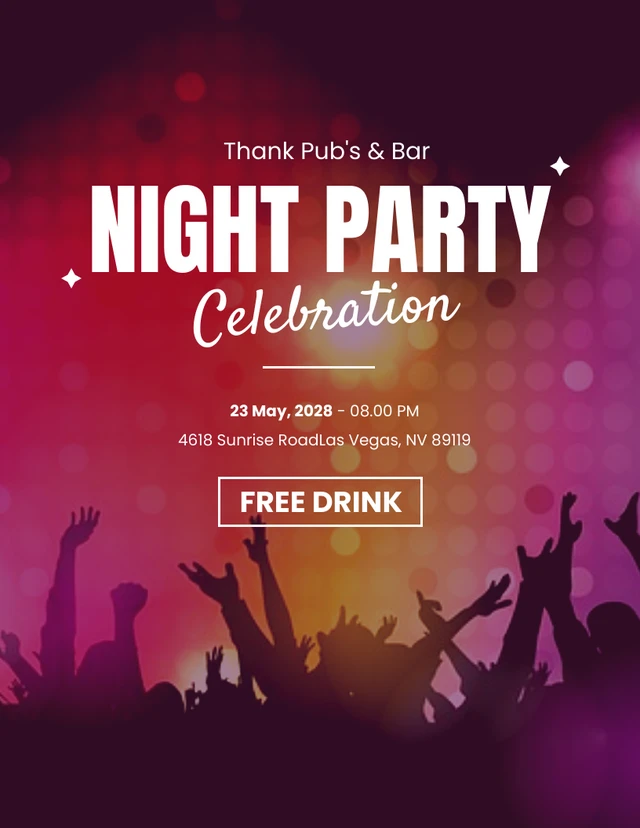 Thank Pub's & Bar
NIGHT PARTY
Celebration
23 May, 2028 - 08.00 PM
4618 Sunrise RoadLas Vegas, NV 89119
FREE DRINK